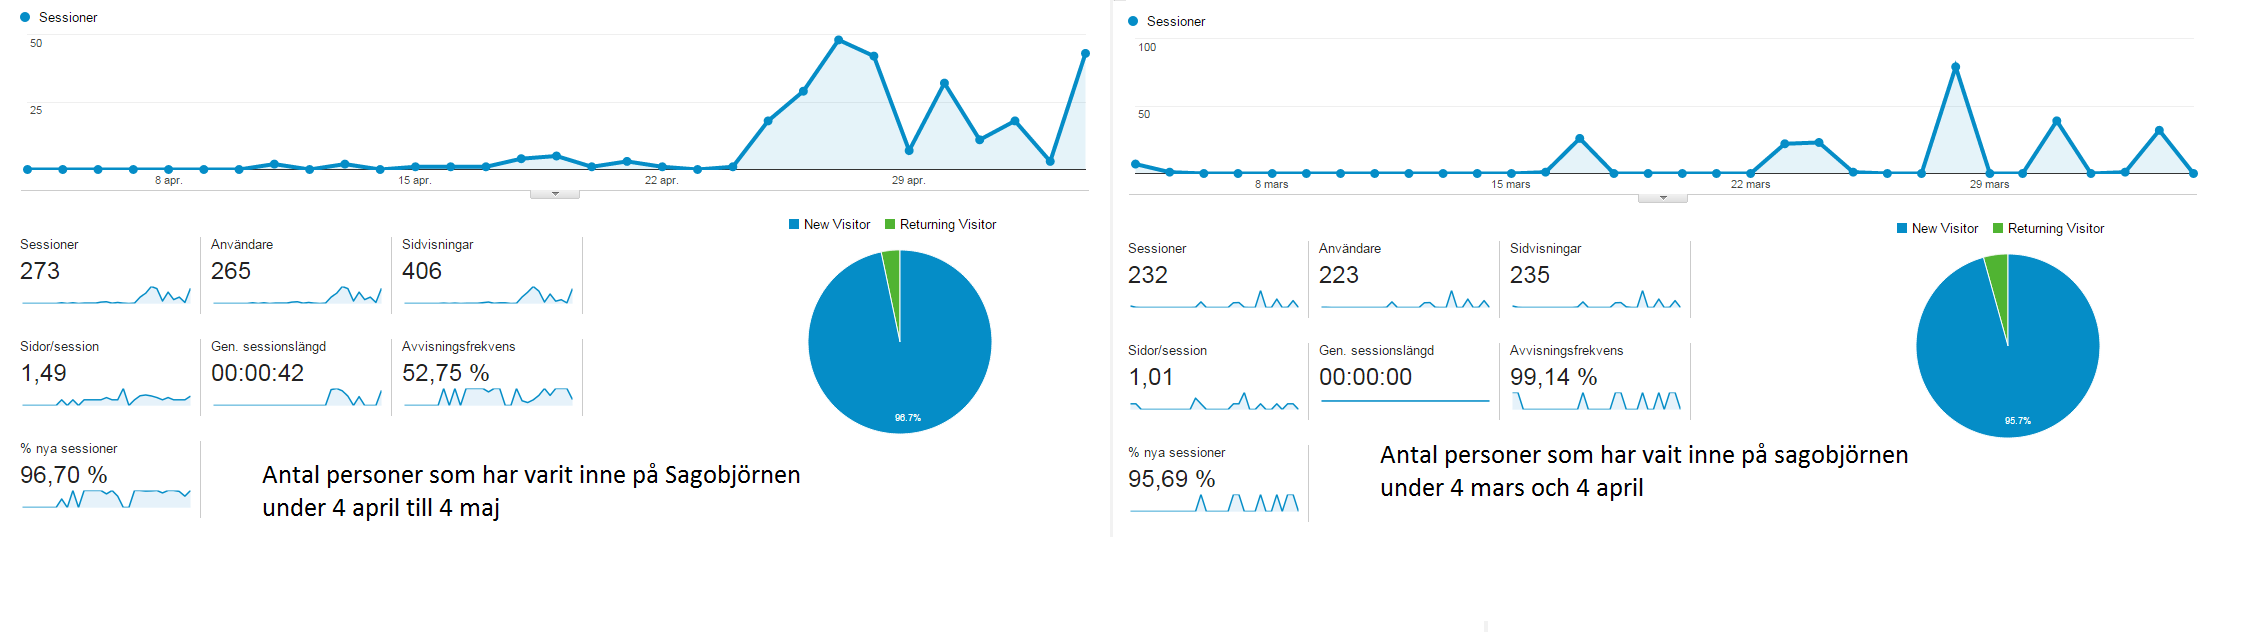 Sessioner
50
25
8 apr.
15 apr.
22 apr.
29 apr.
New Visitor
Returning Visitor
Sessioner
273
Användare
265
Sidvisningar
406
Sidor/session
1,49
Gen. sessionslängd
00:00:42
Avvisningsfrekvens
52,75 %
96.7%
% nya sessioner
96,70 %
Antal personer som har varit inne på Sagobjörnen
under 4 april till 4 maj
Sessioner
100
50
8 mars
15 mars
22 mars
29 mars
New Visitor
Returning Visitor
Sessioner
232
Användare
223
Sidvisningar
235
Sidor/session
1,01
Gen. sessionslängd
00:00:00
Avvisningsfrekvens
99,14 %
95.7%
% nya sessioner
95,69 %
Antal personer som har vait inne på sagobjörnen
under 4 mars och 4 april